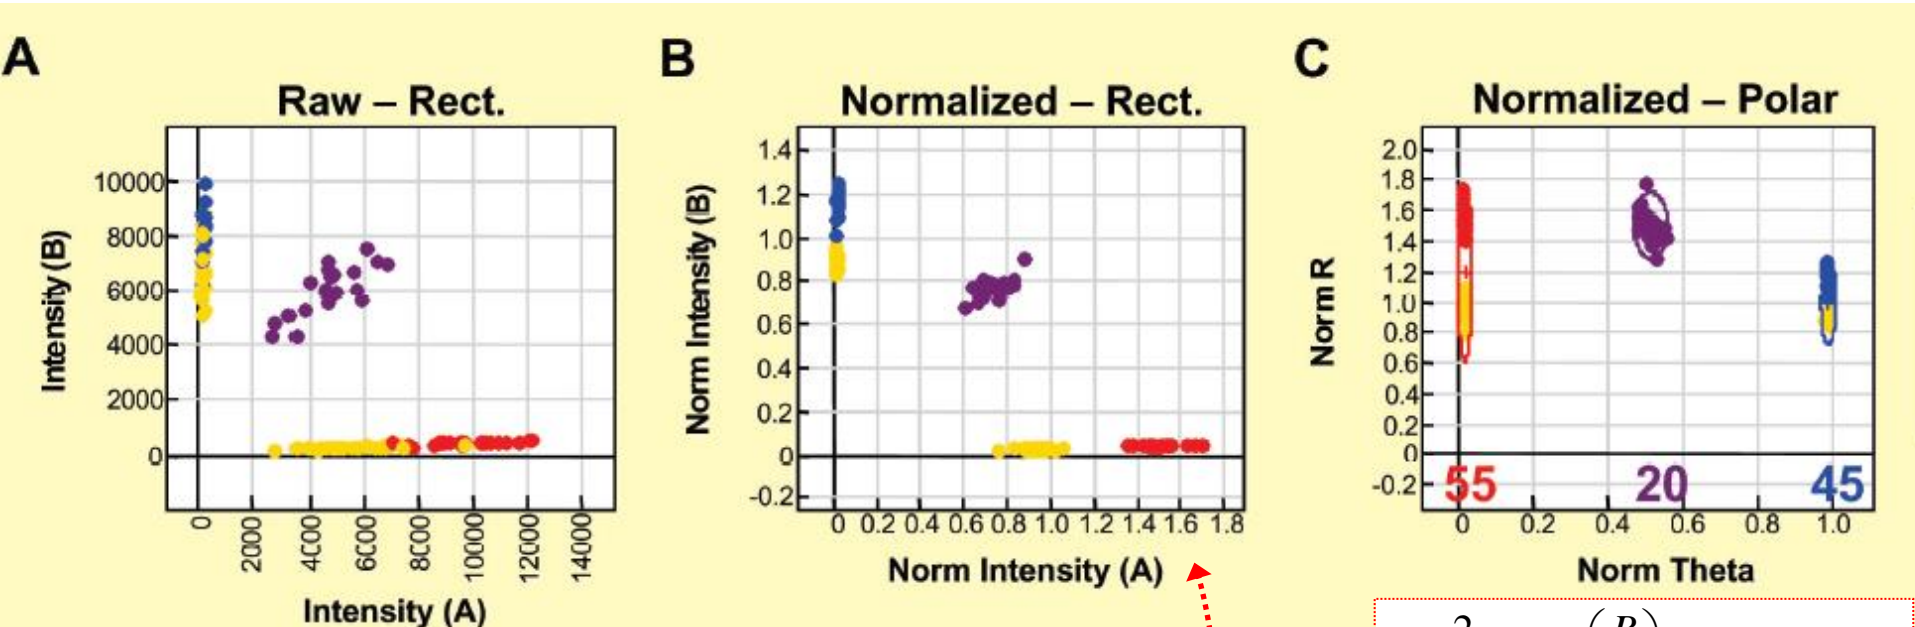 A
Raw – Rect.
Intensity (B)
10000
8000
6000
4000
2000
0
0 2000 4000 6000 8000 10000 12000 14000
Intensity (A)
B
Normalized – Rect.
Norm Intensity (B)
1.4
1.2
1.0
0.8
0.6
0.4
0.2
0
-0.2
0 0.2 0.4 0.6 0.8 1.0 1.2 1.4 1.6 1.8
Norm Intensity (A)
C
Normalized – Polar
Norm R
2.0
1.8
1.6
1.4
1.2
1.0
0.8
0.6
0.4
0.2
0
-0.2
55 20 45
0 0.2 0.4 0.6 0.8 1.0
Norm Theta